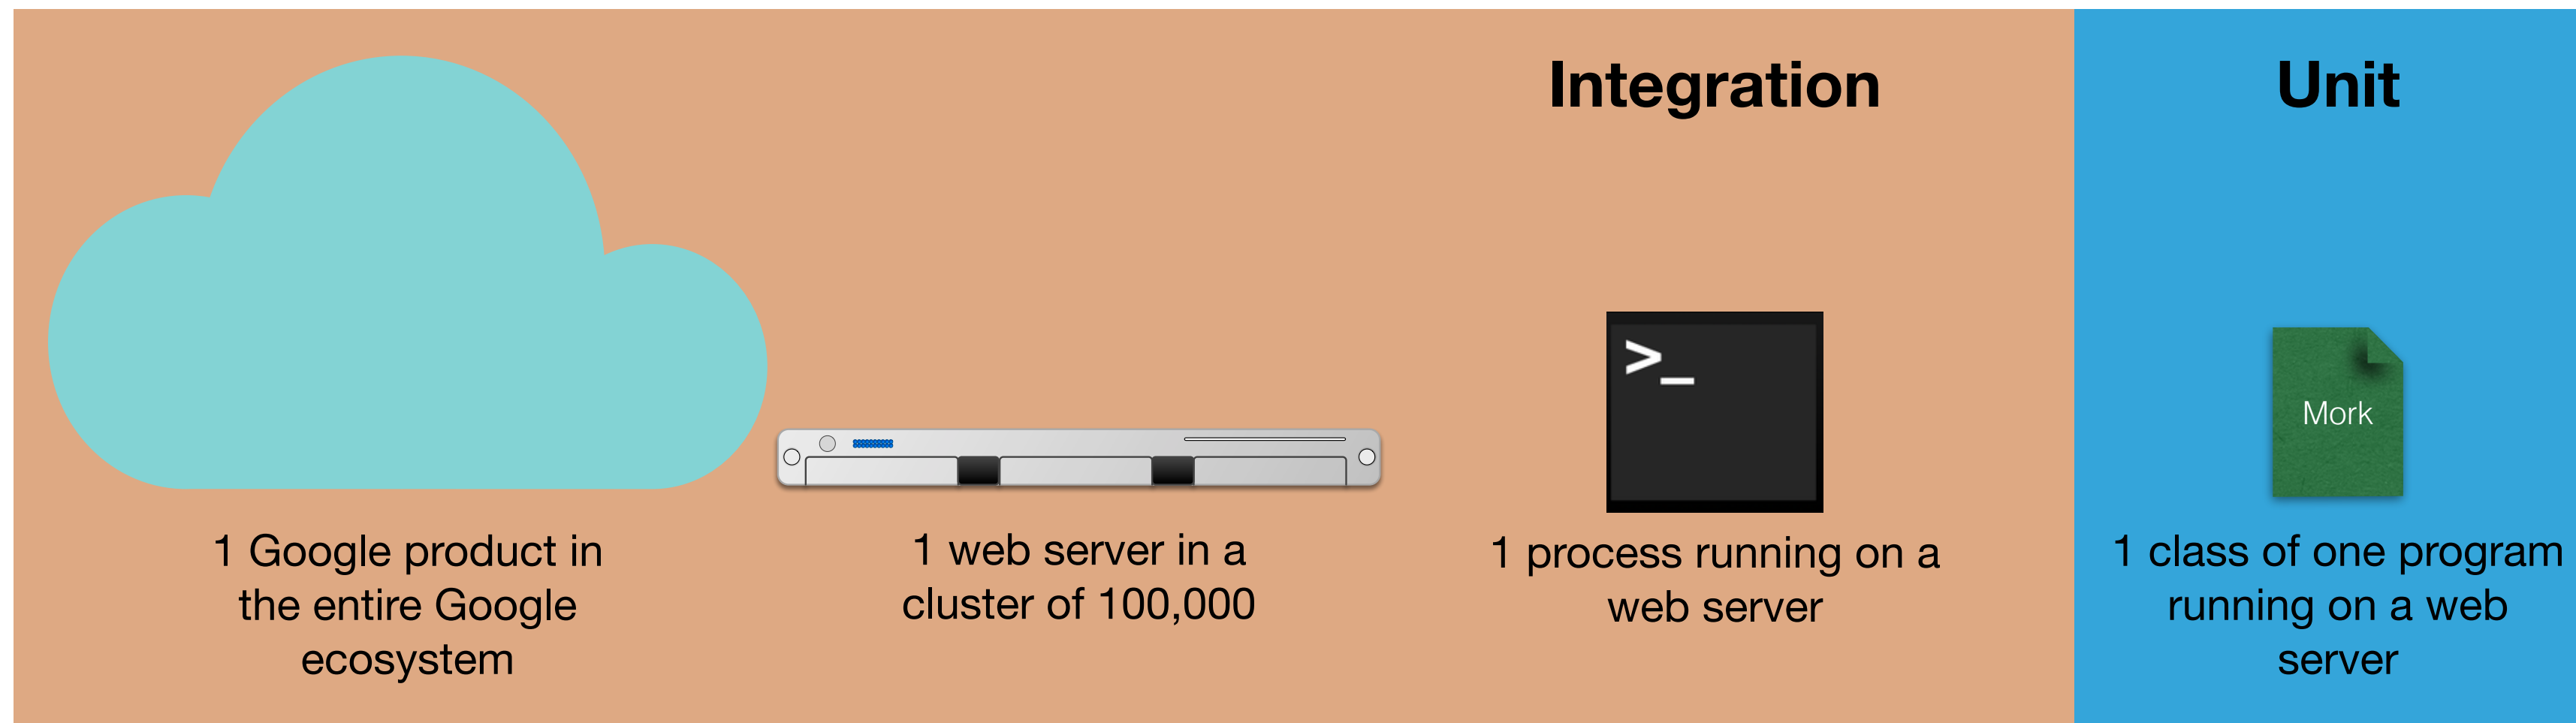 Integration
Unit
>_
Mork
1 Google product in
the entire Google
ecosystem
1 web server in a
cluster of 100,000
1 process running on a
web server
1 class of one program
running on a web
server